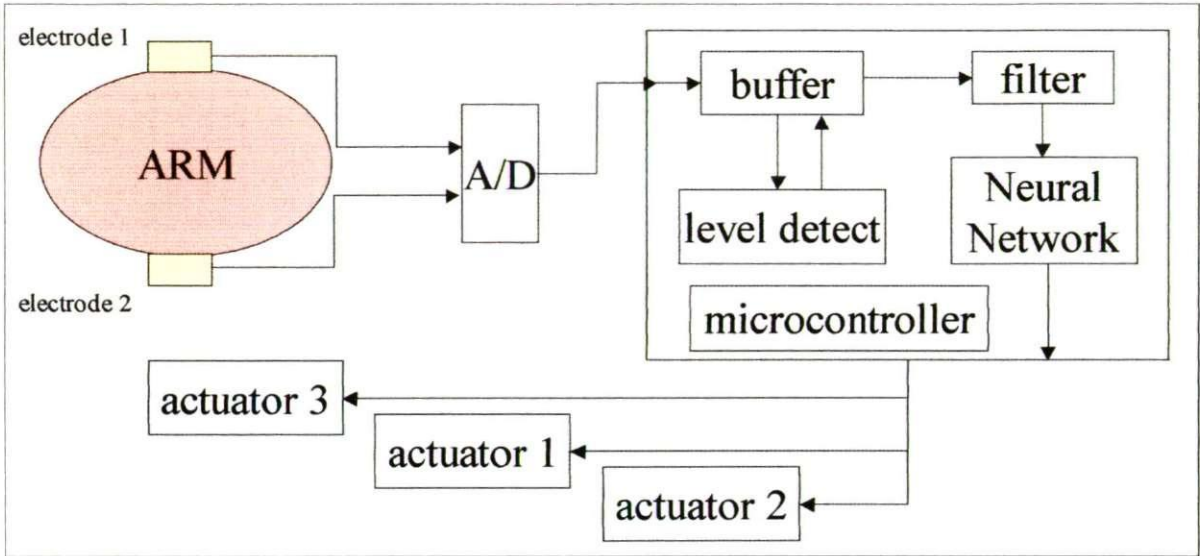 electrode 1
ARM
electrode 2
A/D
buffer
filter
level detect
Neural
Network
microcontroller
actuator 3
actuator 1
actuator 2